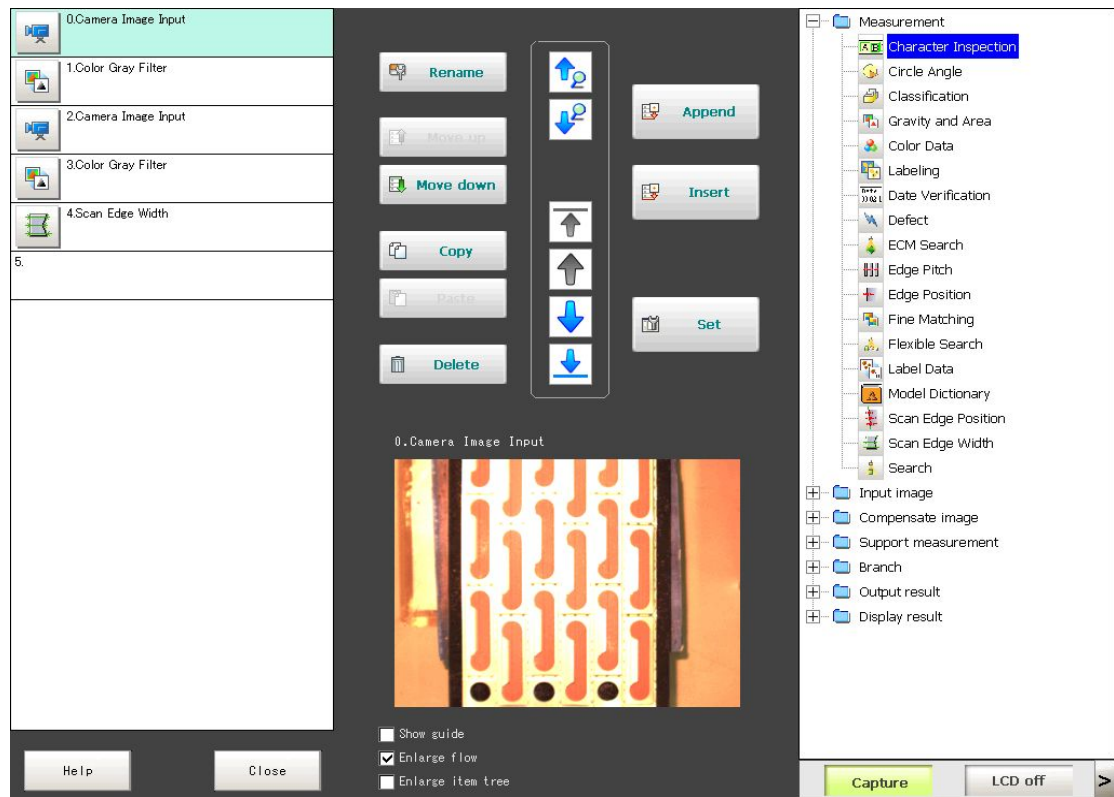 0.Camera Image Input
1.Color Gray Filter
2.Camera Image Input
3.Color Gray Filter
4.Scan Edge Width
5.
Help
Close
Rename
Move up
Move down
Copy
Paste
Delete
Append
Insert
Set
0.Camera Image Input
Show guide
Enlarge flow
Enlarge item tree
Measurement
Character Inspection
Circle Angle
Classification
Gravity and Area
Color Data
Labeling
Date Verification
Defect
ECM Search
Edge Pitch
Edge Position
Fine Matching
Flexible Search
Label Data
Model Dictionary
Scan Edge Position
Scan Edge Width
Search
Input image
Compensate image
Support measurement
Branch
Output result
Display result
Capture
LCD off
>